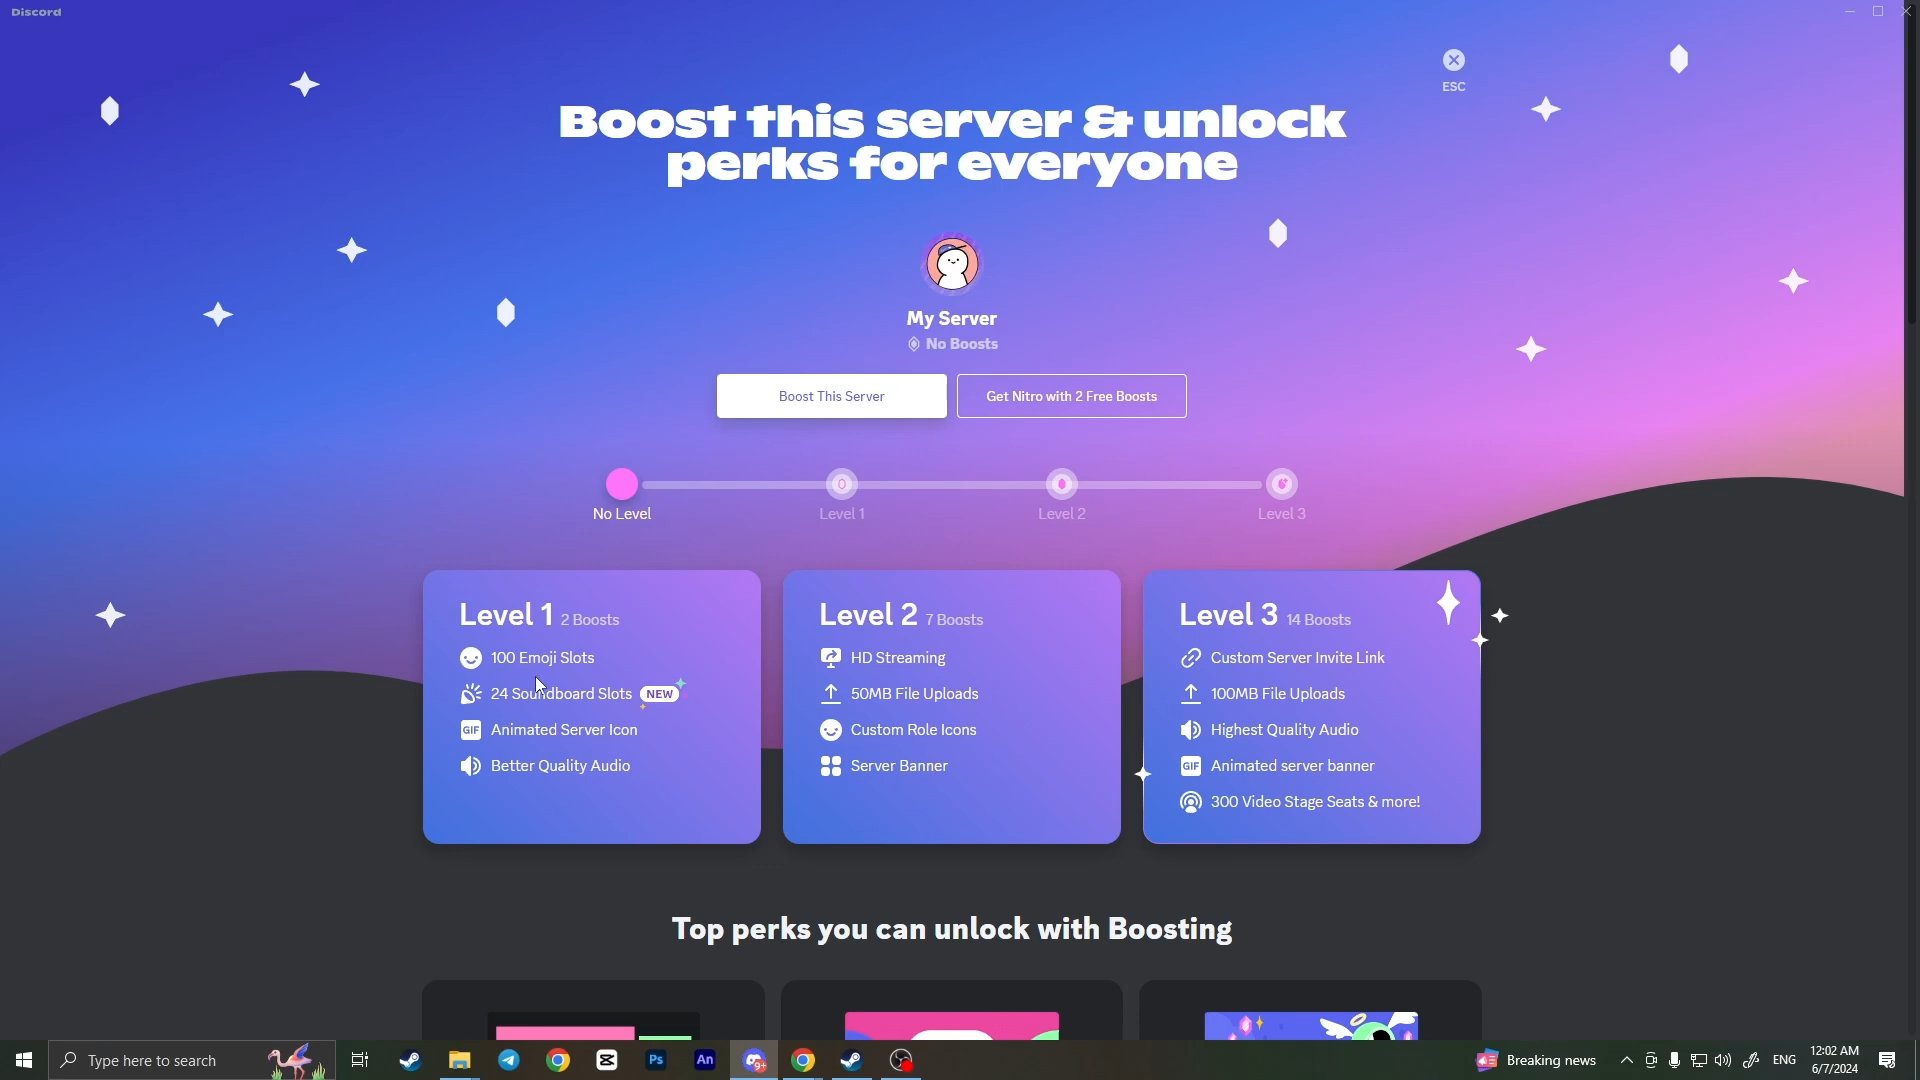 Discord
ESC
Boost this server & unlock
perks for everyone
My Server
No Boosts
Boost This Server
Get Nitro with 2 Free Boosts
No Level
Level 1
Level 2
Level 3
Level 1 2 Boosts
100 Emoji Slots
24 Soundboard Slots NEW
GIF Animated Server Icon
Better Quality Audio
Level 2 7 Boosts
HD Streaming
50MB File Uploads
Custom Role Icons
Server Banner
Level 3 14 Boosts
Custom Server Invite Link
100MB File Uploads
Highest Quality Audio
GIF Animated server banner
300 Video Stage Seats & more!
Top perks you can unlock with Boosting
Type here to search
Ps
An
9+
Breaking news
ENG
12:02 AM
6/7/2024